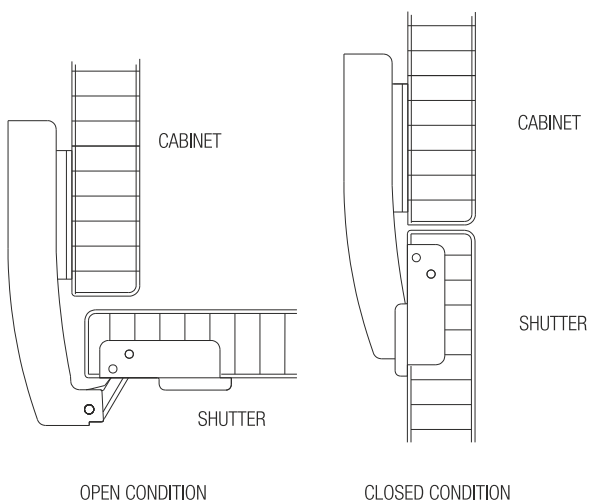 CABINET
SHUTTER
OPEN CONDITION
CABINET
SHUTTER
CLOSED CONDITION